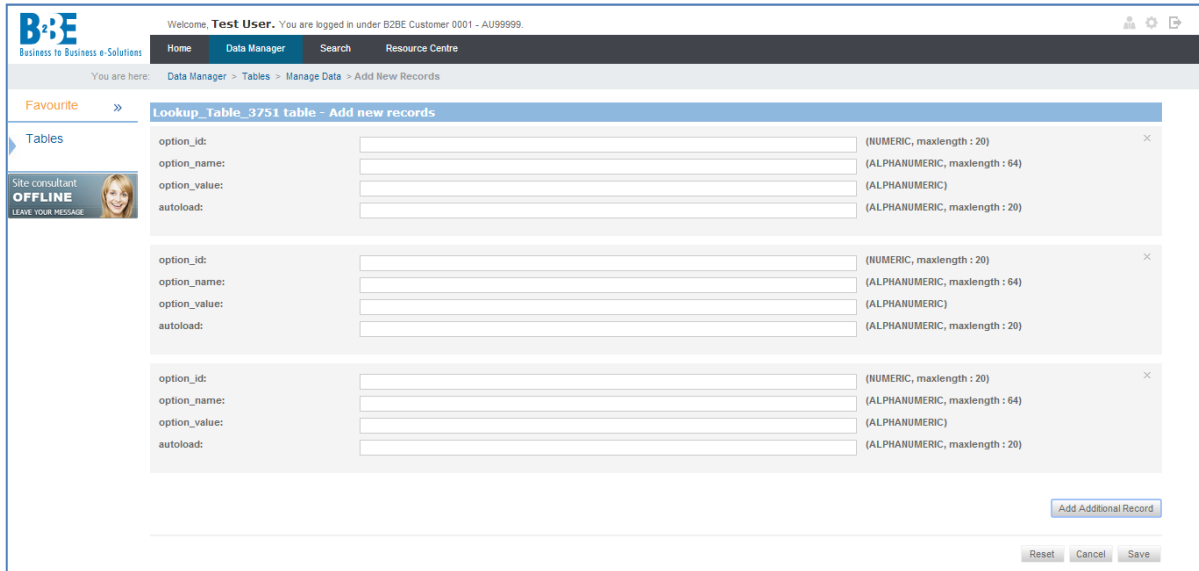 B2BE
Business to Business e-Solutions
Welcome, Test User. You are logged in under B2BE Customer 0001 - AU99999.
Home Data Manager Search Resource Centre
You are here: Data Manager > Tables > Manage Data > Add New Records
Favourite »
Tables
Site consultant
OFFLINE
LEAVE YOUR MESSAGE
Lookup_Table_3751 table - Add new records
option_id: (NUMERIC, maxlength : 20) ×
option_name: (ALPHANUMERIC, maxlength : 64)
option_value: (ALPHANUMERIC)
autoload: (ALPHANUMERIC, maxlength : 20)
option_id: (NUMERIC, maxlength : 20) ×
option_name: (ALPHANUMERIC, maxlength : 64)
option_value: (ALPHANUMERIC)
autoload: (ALPHANUMERIC, maxlength : 20)
option_id: (NUMERIC, maxlength : 20) ×
option_name: (ALPHANUMERIC, maxlength : 64)
option_value: (ALPHANUMERIC)
autoload: (ALPHANUMERIC, maxlength : 20)
Add Additional Record
Reset Cancel Save